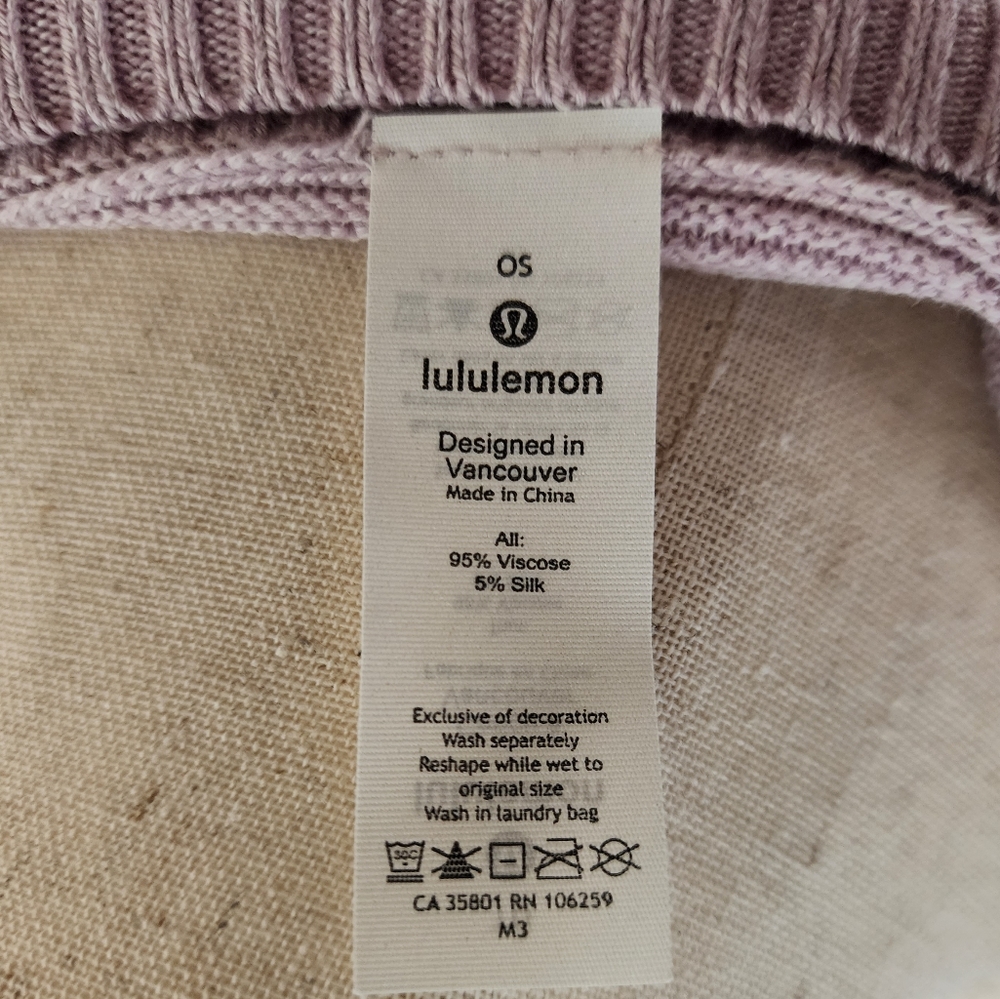 OS
lululemon
Designed in
Vancouver
Made in China
All:
95% Viscose
5% Silk
Exclusive of decoration
Wash separately
Reshape while wet to
original size
Wash in laundry bag
30C
CA 35801 RN 106259
M3